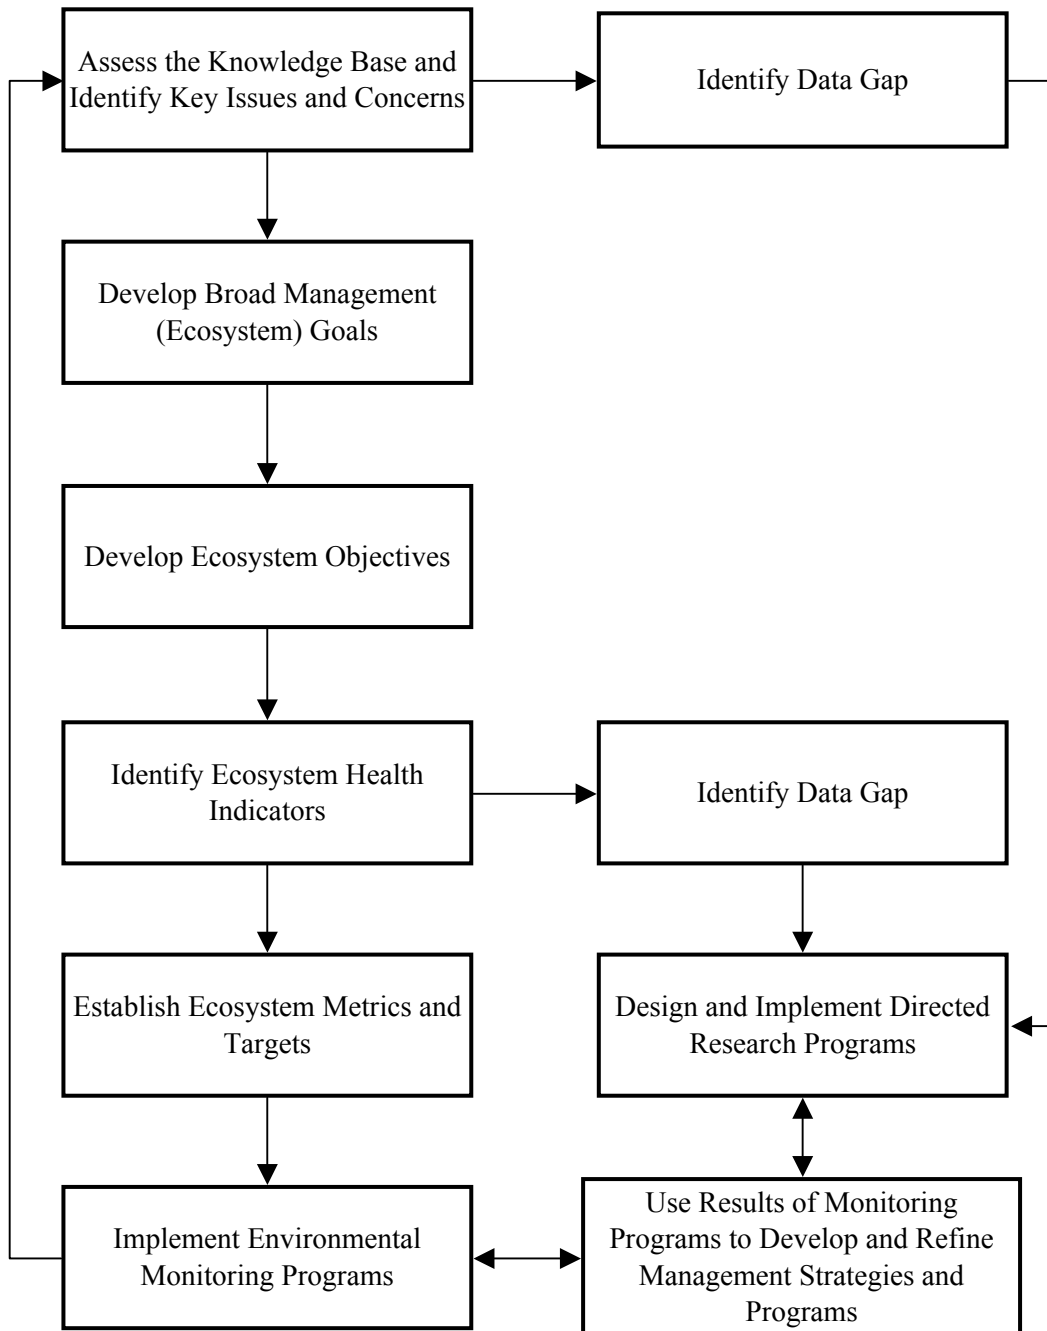 Assess the Knowledge Base and
Identify Key Issues and Concerns
Identify Data Gap
Develop Broad Management
(Ecosystem) Goals
Develop Ecosystem Objectives
Identify Ecosystem Health
Indicators
Identify Data Gap
Establish Ecosystem Metrics and
Targets
Design and Implement Directed
Research Programs
Implement Environmental
Monitoring Programs
Use Results of Monitoring
Programs to Develop and Refine
Management Strategies and
Programs